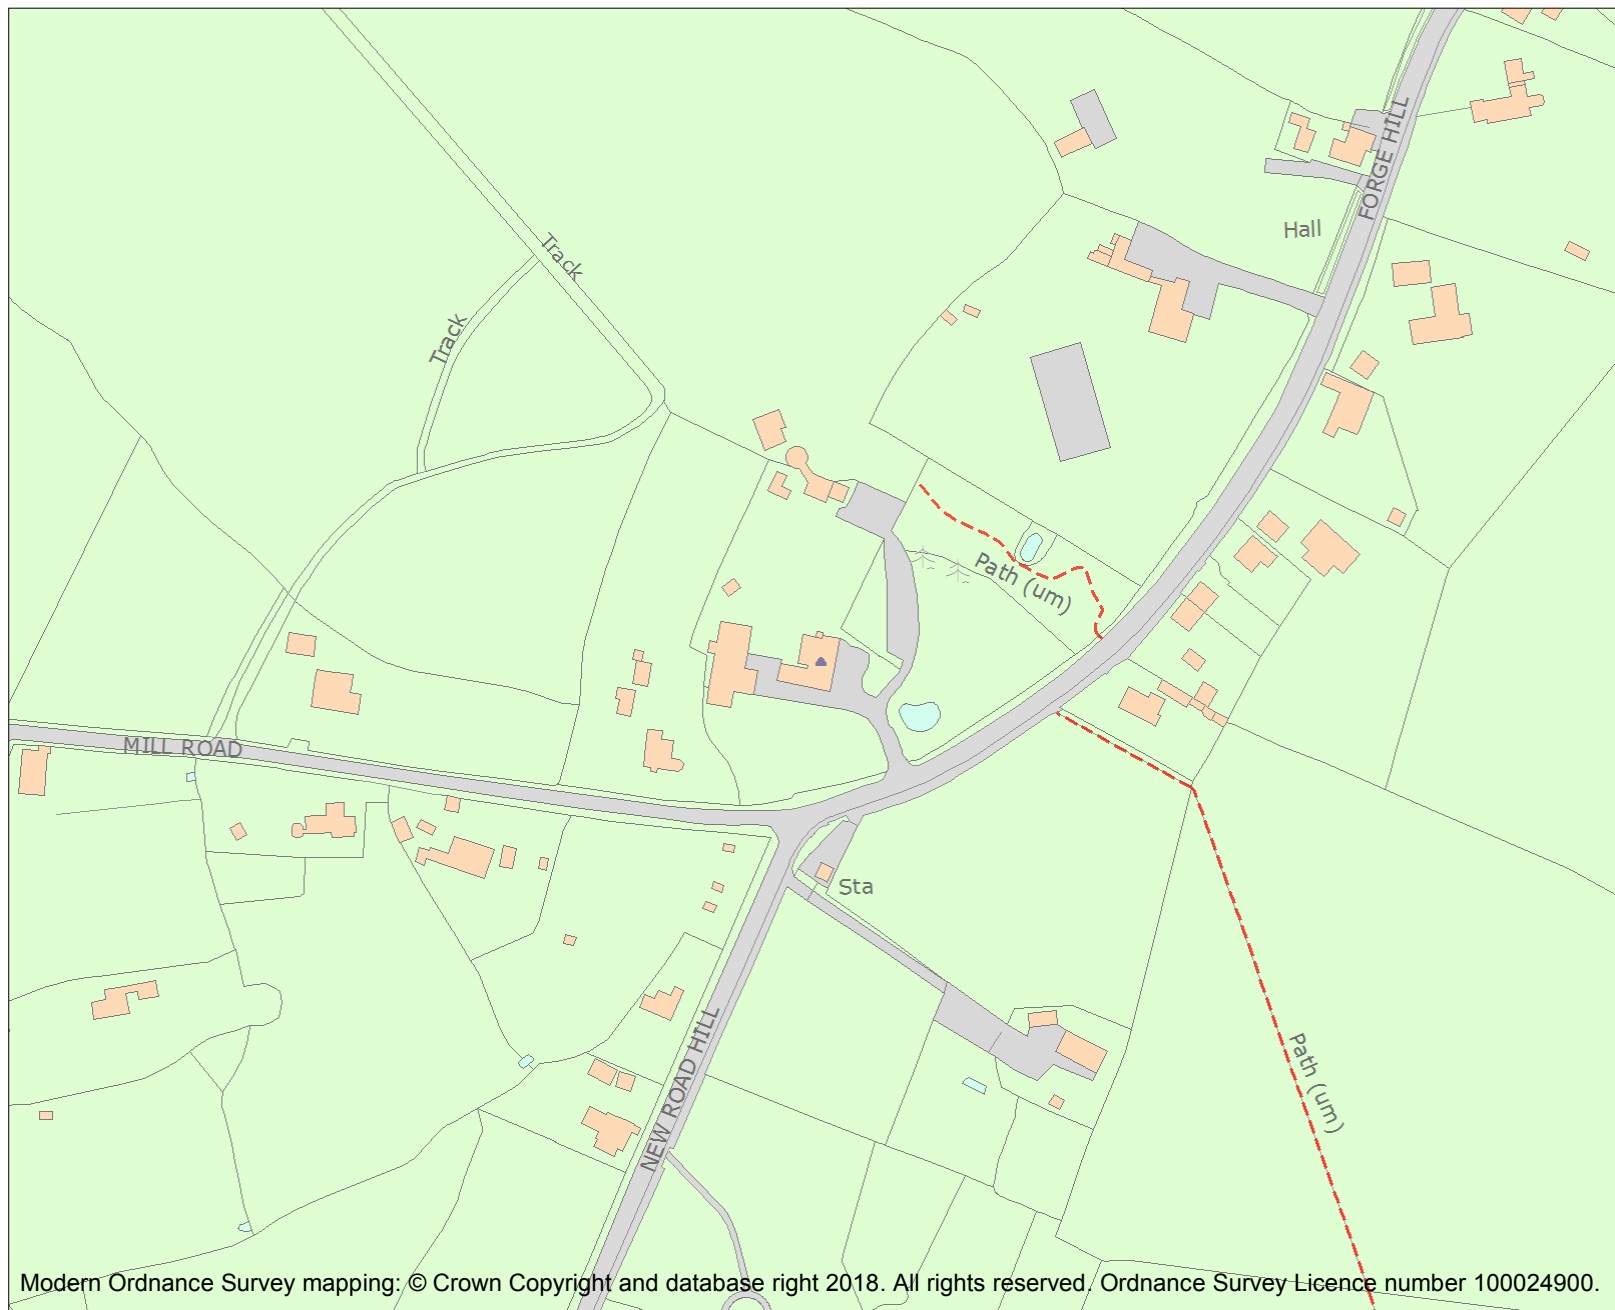 FORGE HILL
Hall
Track
Track
Path (um)
MILL ROAD
Sta
NEW ROAD HILL
Path (um)
Modern Ordnance Survey mapping: © Crown Copyright and database right 2018. All rights reserved. Ordnance Survey Licence number 100024900.